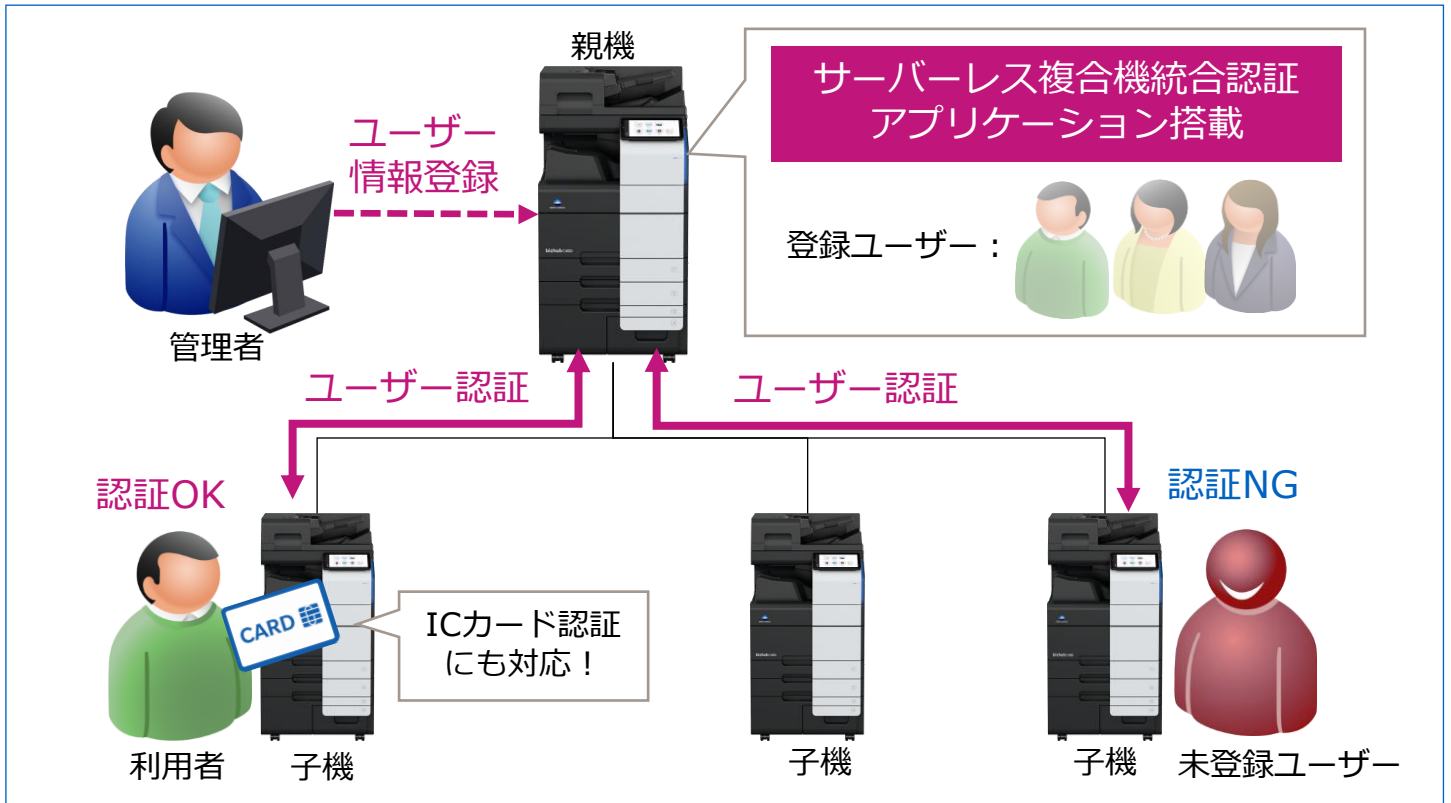 親機
サーバーレス複合機統合認証
アプリケーション搭載
ユーザー
情報登録
登録ユーザー：
管理者
ユーザー認証
ユーザー認証
認証OK
認証NG
CARD
ICカード認証
にも対応！
利用者
子機
子機
子機
未登録ユーザー